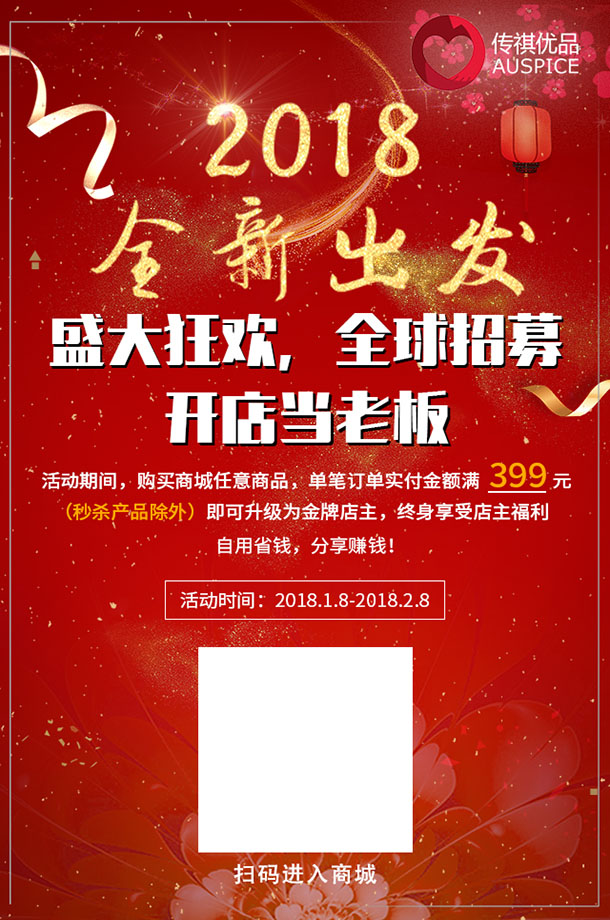 传祺优品
AUSPICE
2018
全新出发
盛大狂欢，全球招募
开店当老板
活动期间，购买商城任意商品，单笔订单实付金额满 399 元
（秒杀产品除外）即可升级为金牌店主，终身享受店主福利
自用省钱，分享赚钱！
活动时间：2018.1.8-2018.2.8
扫码进入商城